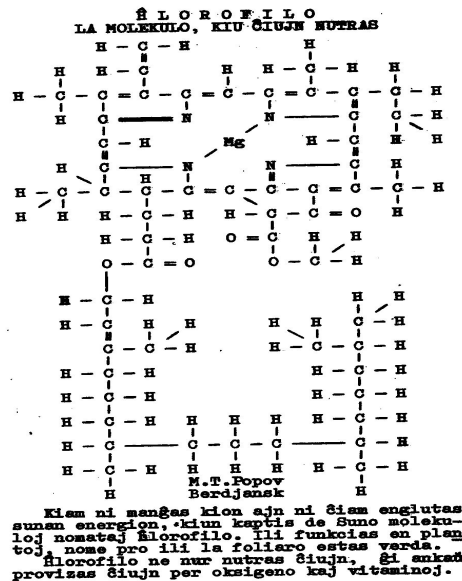 Ĥ L O R O F I L O
LA MOLEKULO, KIU ĈIUJN NUTRAS
H — C — H H
H H — C H H — C — H H
H — C — C = C — C = C — C = C — C — C — H
H C — N N — C C — H
C — H Mg H — C H H
H C — N N — C H
H
H — C — C — C — C = C — C — C = C — C — H
H H H — C — H H — C — C = O H
H — C — H O = C H H
O — C = O O — C — H
H — C — H H H
H — C H H H C — H
C — C — H H — C — C — H
H — C — H H — C — H
H — C — H H — C — H
H — C — H H H H H — C — H
H — C — C — C — C — C — H
H — C — H H H H H — C — H
H H
M.T.Popov
Berdjansk
Kiam ni manĝas kion ajn ni ĉiam englutas
sunan energion, kiun kaptis de Suno moleku-
loj nomataj ĥlorofilo. Ili funkcias en plan
toj, nome pro ili la foliaro estas verda.
Ĥlorofilo ne nur nutras ĉiujn, ĝi ankaŭ
provizas ĉiujn per oksigeno kaj vitaminoj.